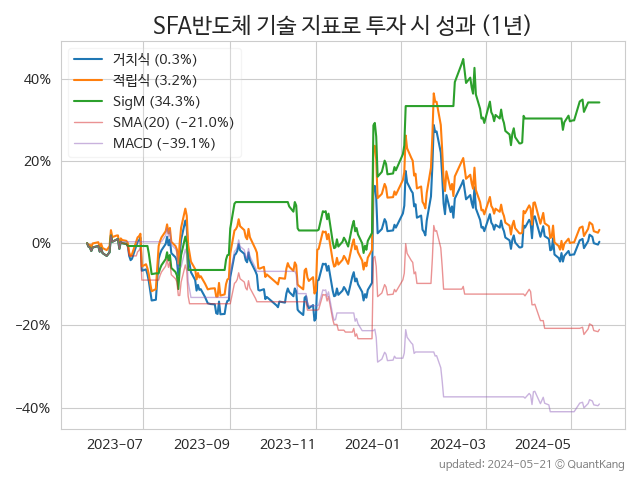 SFA반도체 기술 지표로 투자 시 성과 (1년)
거치식 (0.3%)
적립식 (3.2%)
SigM (34.3%)
SMA(20) (−21.0%)
MACD (−39.1%)
40%
20%
0%
−20%
−40%
2023−07 2023−09 2023−11 2024−01 2024−03 2024−05
updated: 2024−05−21 © QuantKang